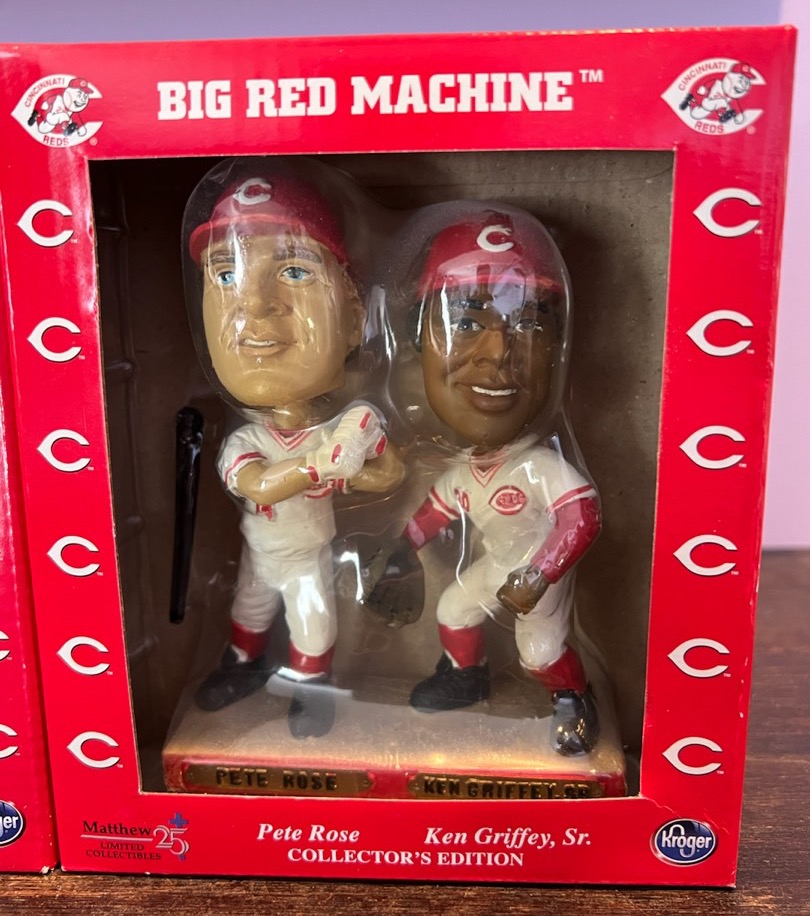 BIG RED MACHINE™
CINCINNATI
REDS
CINCINNATI
REDS
C
C
PETE ROSE
KEN GRIFFEY, SR.
REDS
Matthew 25
LIMITED
COLLECTIBLES
Pete Rose Ken Griffey, Sr.
COLLECTOR'S EDITION
Kroger